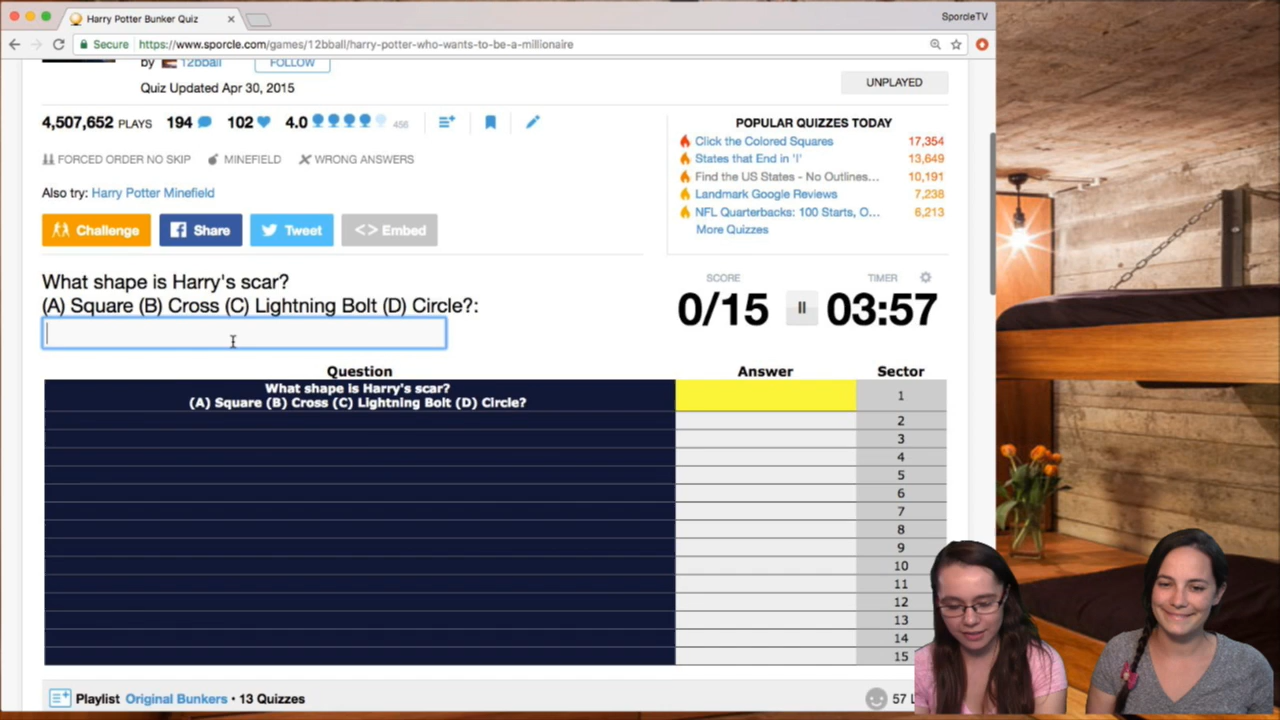 Harry Potter Bunker Quiz
SporcleTV
Secure https://www.sporcle.com/games/12bball/harry-potter-who-wants-to-be-a-millionaire
by 12bball FOLLOW
Quiz Updated Apr 30, 2015
UNPLAYED
4,507,652 PLAYS 194 102 4.0 456
FORCED ORDER NO SKIP MINEFIELD WRONG ANSWERS
Also try: Harry Potter Minefield
Challenge Share Tweet <> Embed
POPULAR QUIZZES TODAY
Click the Colored Squares 17,354
States that End in 'I' 13,649
Find the US States - No Outlines... 10,191
Landmark Google Reviews 7,238
NFL Quarterbacks: 100 Starts, O... 6,213
More Quizzes
What shape is Harry's scar?
(A) Square (B) Cross (C) Lightning Bolt (D) Circle?:
SCORE TIMER
0/15 03:57
Question Answer Sector
What shape is Harry's scar?
(A) Square (B) Cross (C) Lightning Bolt (D) Circle?
1
2
3
4
5
6
7
8
9
10
11
12
13
14
15
Playlist Original Bunkers • 13 Quizzes
57